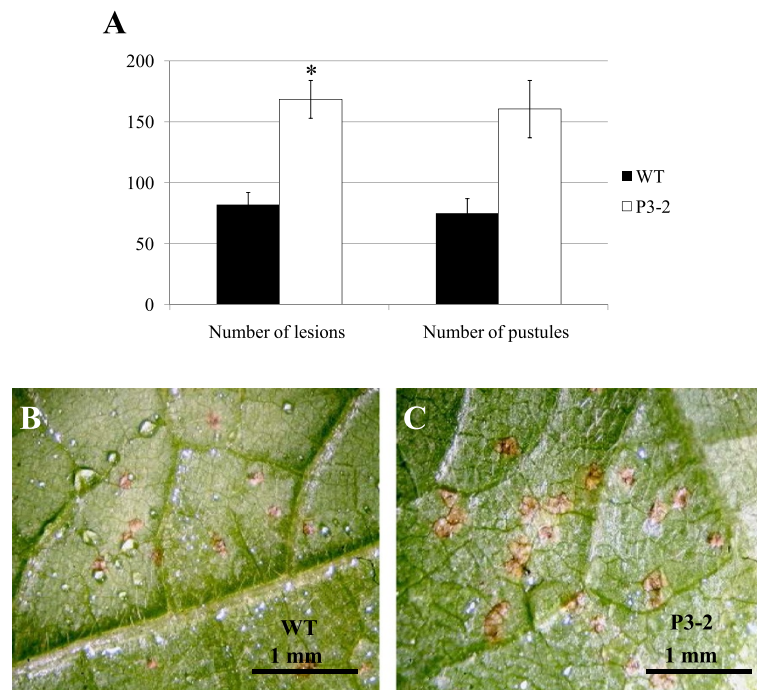 A
200
150
100
50
0
*
Number of lesions
Number of pustules
WT
P3-2
B
WT
1 mm
C
P3-2
1 mm